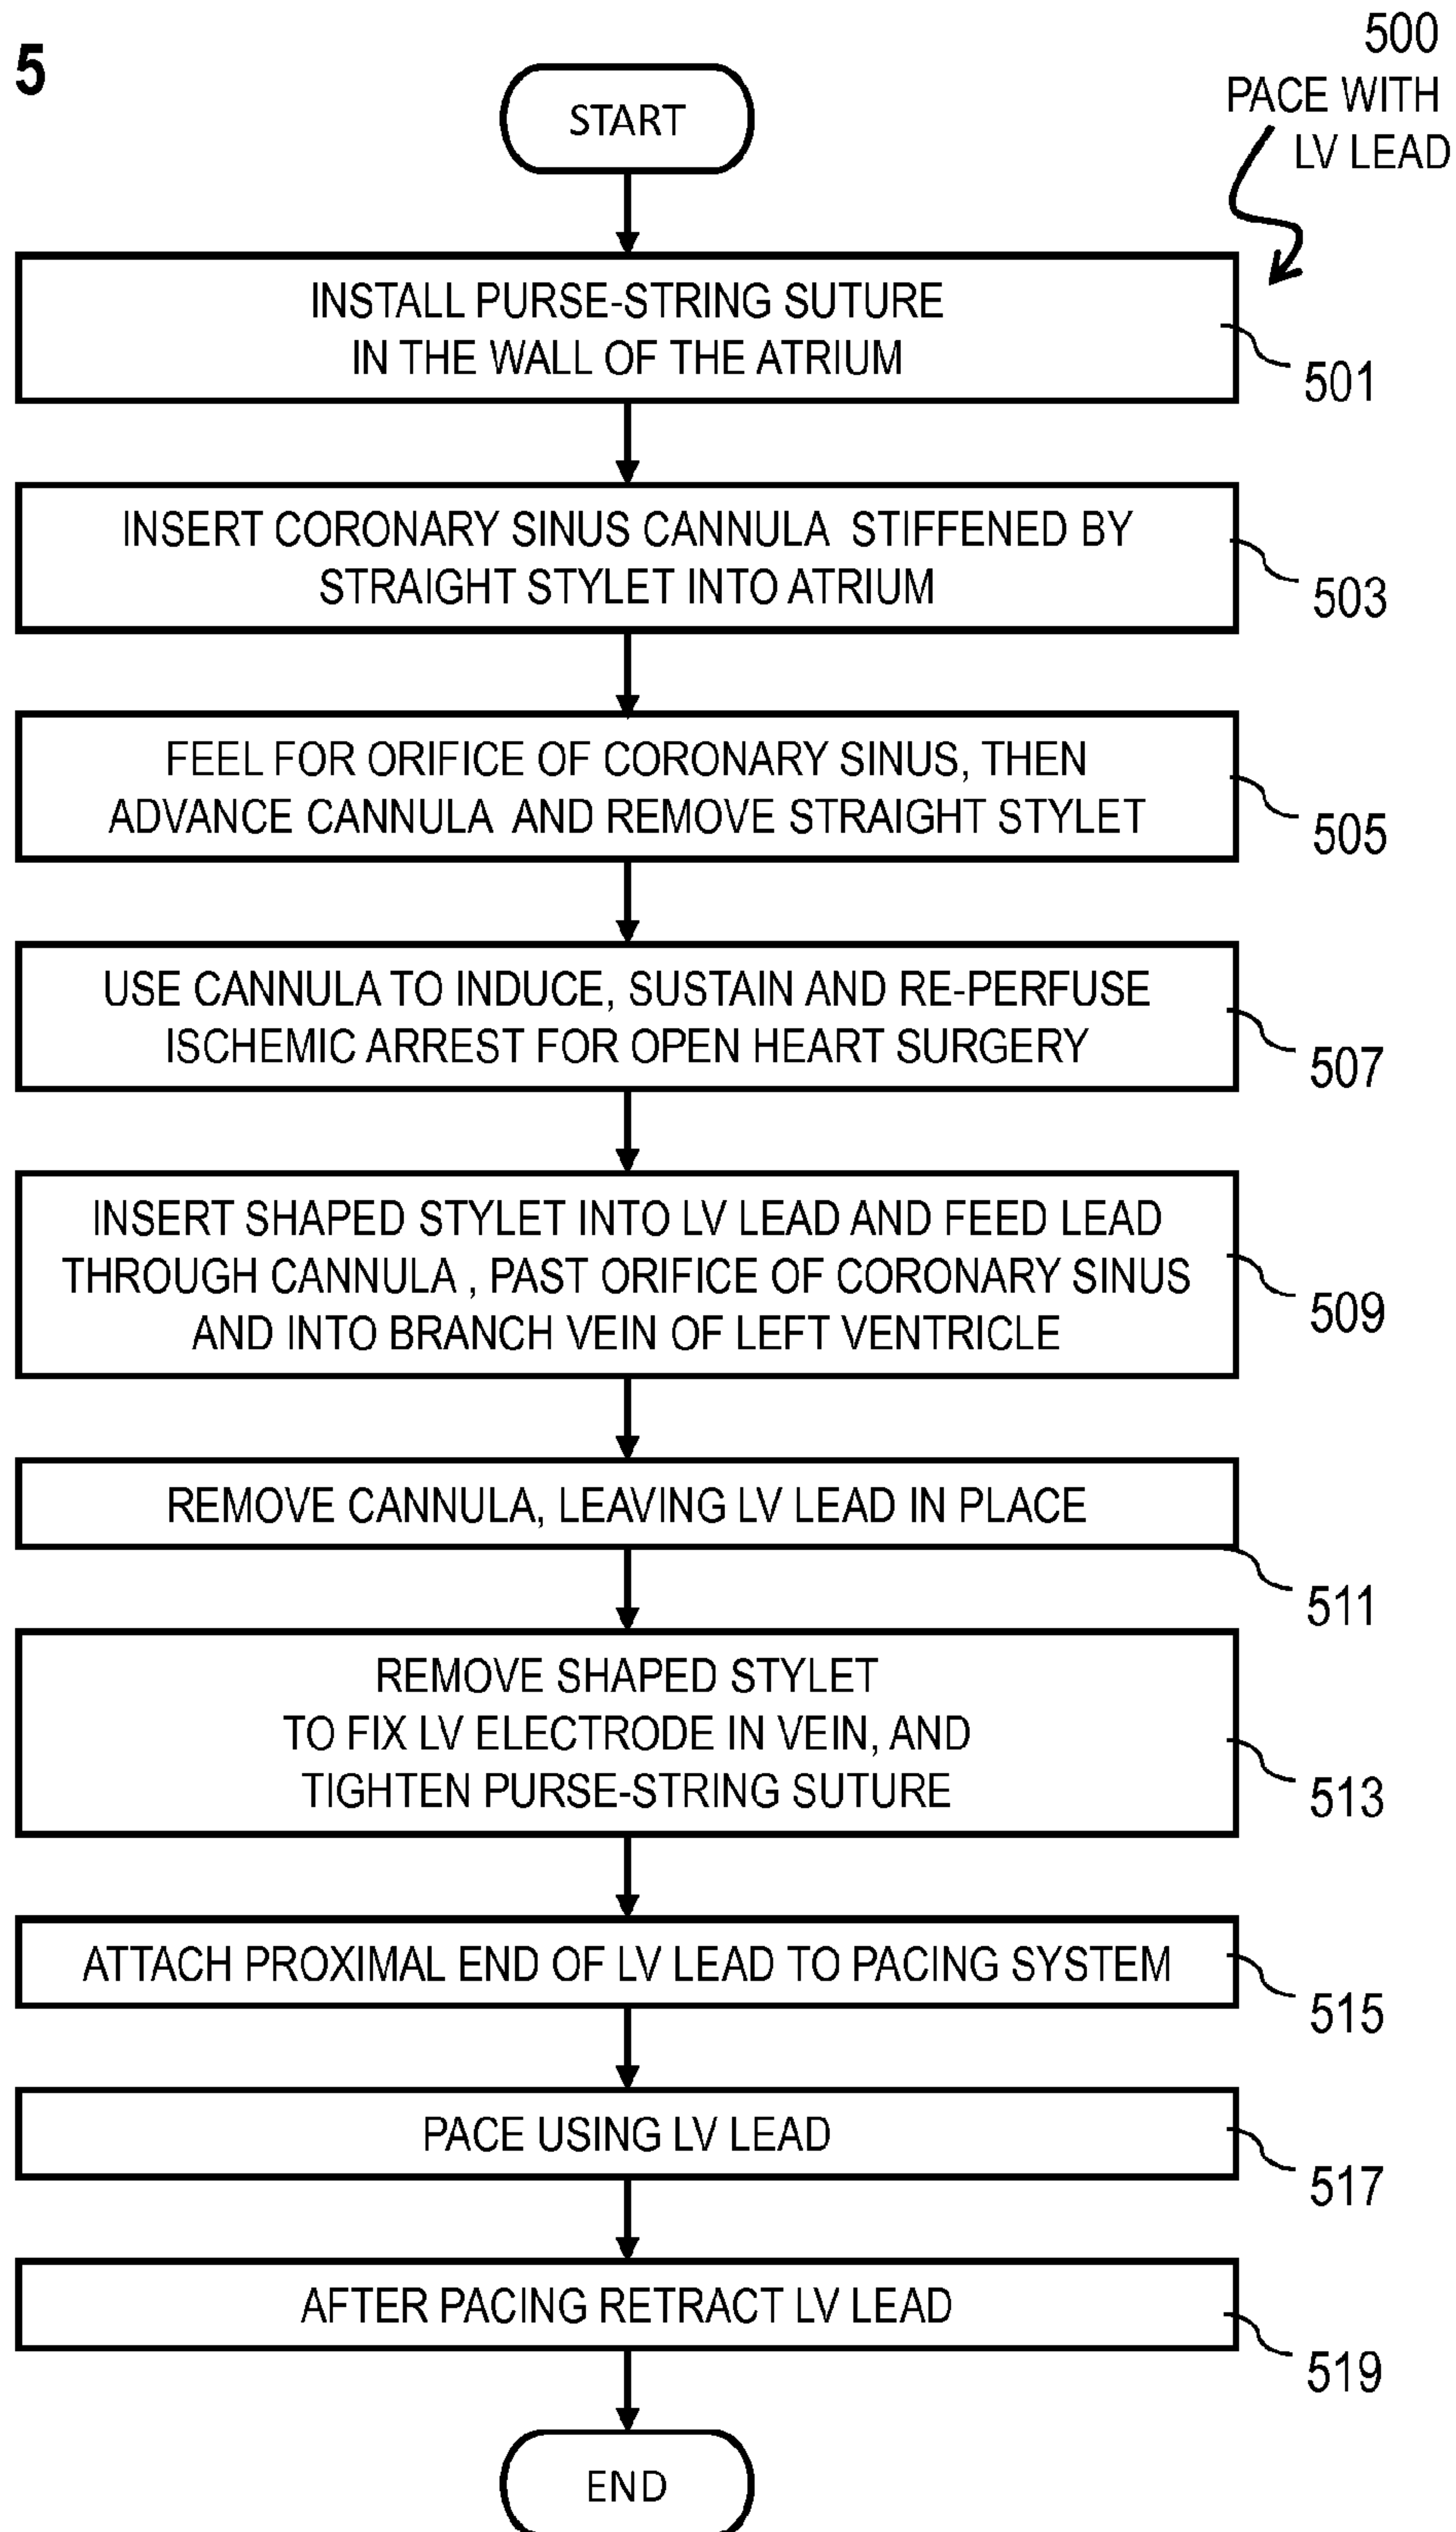 5
500
PACE WITH
LV LEAD
START
INSTALL PURSE-STRING SUTURE
IN THE WALL OF THE ATRIUM
501
INSERT CORONARY SINUS CANNULA STIFFENED BY
STRAIGHT STYLET INTO ATRIUM
503
FEEL FOR ORIFICE OF CORONARY SINUS, THEN
ADVANCE CANNULA AND REMOVE STRAIGHT STYLET
505
USE CANNULA TO INDUCE, SUSTAIN AND RE-PERFUSE
ISCHEMIC ARREST FOR OPEN HEART SURGERY
507
INSERT SHAPED STYLET INTO LV LEAD AND FEED LEAD
THROUGH CANNULA , PAST ORIFICE OF CORONARY SINUS
AND INTO BRANCH VEIN OF LEFT VENTRICLE
509
REMOVE CANNULA, LEAVING LV LEAD IN PLACE
511
REMOVE SHAPED STYLET
TO FIX LV ELECTRODE IN VEIN, AND
TIGHTEN PURSE-STRING SUTURE
513
ATTACH PROXIMAL END OF LV LEAD TO PACING SYSTEM
515
PACE USING LV LEAD
517
AFTER PACING RETRACT LV LEAD
519
END